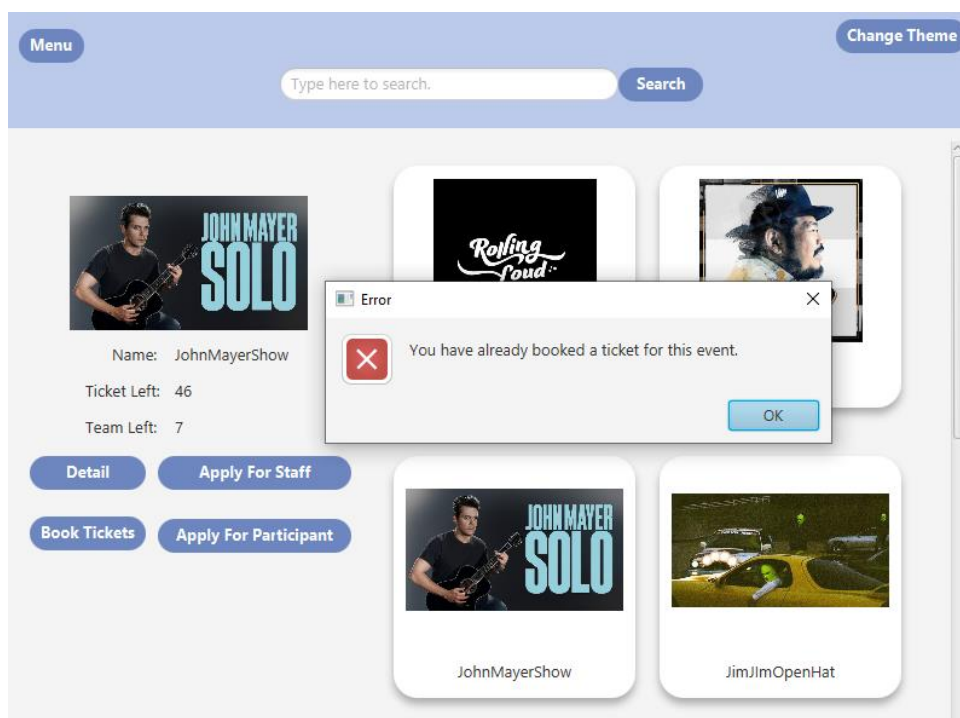 Menu
Change Theme
Type here to search.
Search
JOHN MAYER
SOLO
Name: JohnMayerShow
Ticket Left: 46
Team Left: 7
Detail
Apply For Staff
Book Tickets
Apply For Participant
Rolling
Loud
Error
You have already booked a ticket for this event.
OK
JOHN MAYER
SOLO
JohnMayerShow
JimJImOpenHat